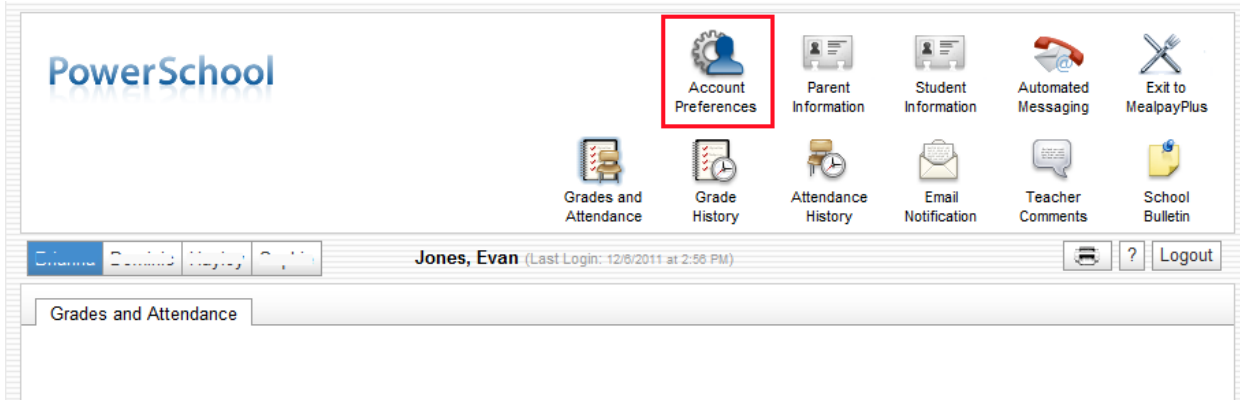 PowerSchool
Account
Preferences
Parent
Information
Student
Information
Automated
Messaging
Exit to
MealpayPlus
Grades and
Attendance
Grade
History
Attendance
History
Email
Notification
Teacher
Comments
School
Bulletin
Jones, Evan (Last Login: 12/6/2011 at 2:56 PM)
? Logout
Grades and Attendance